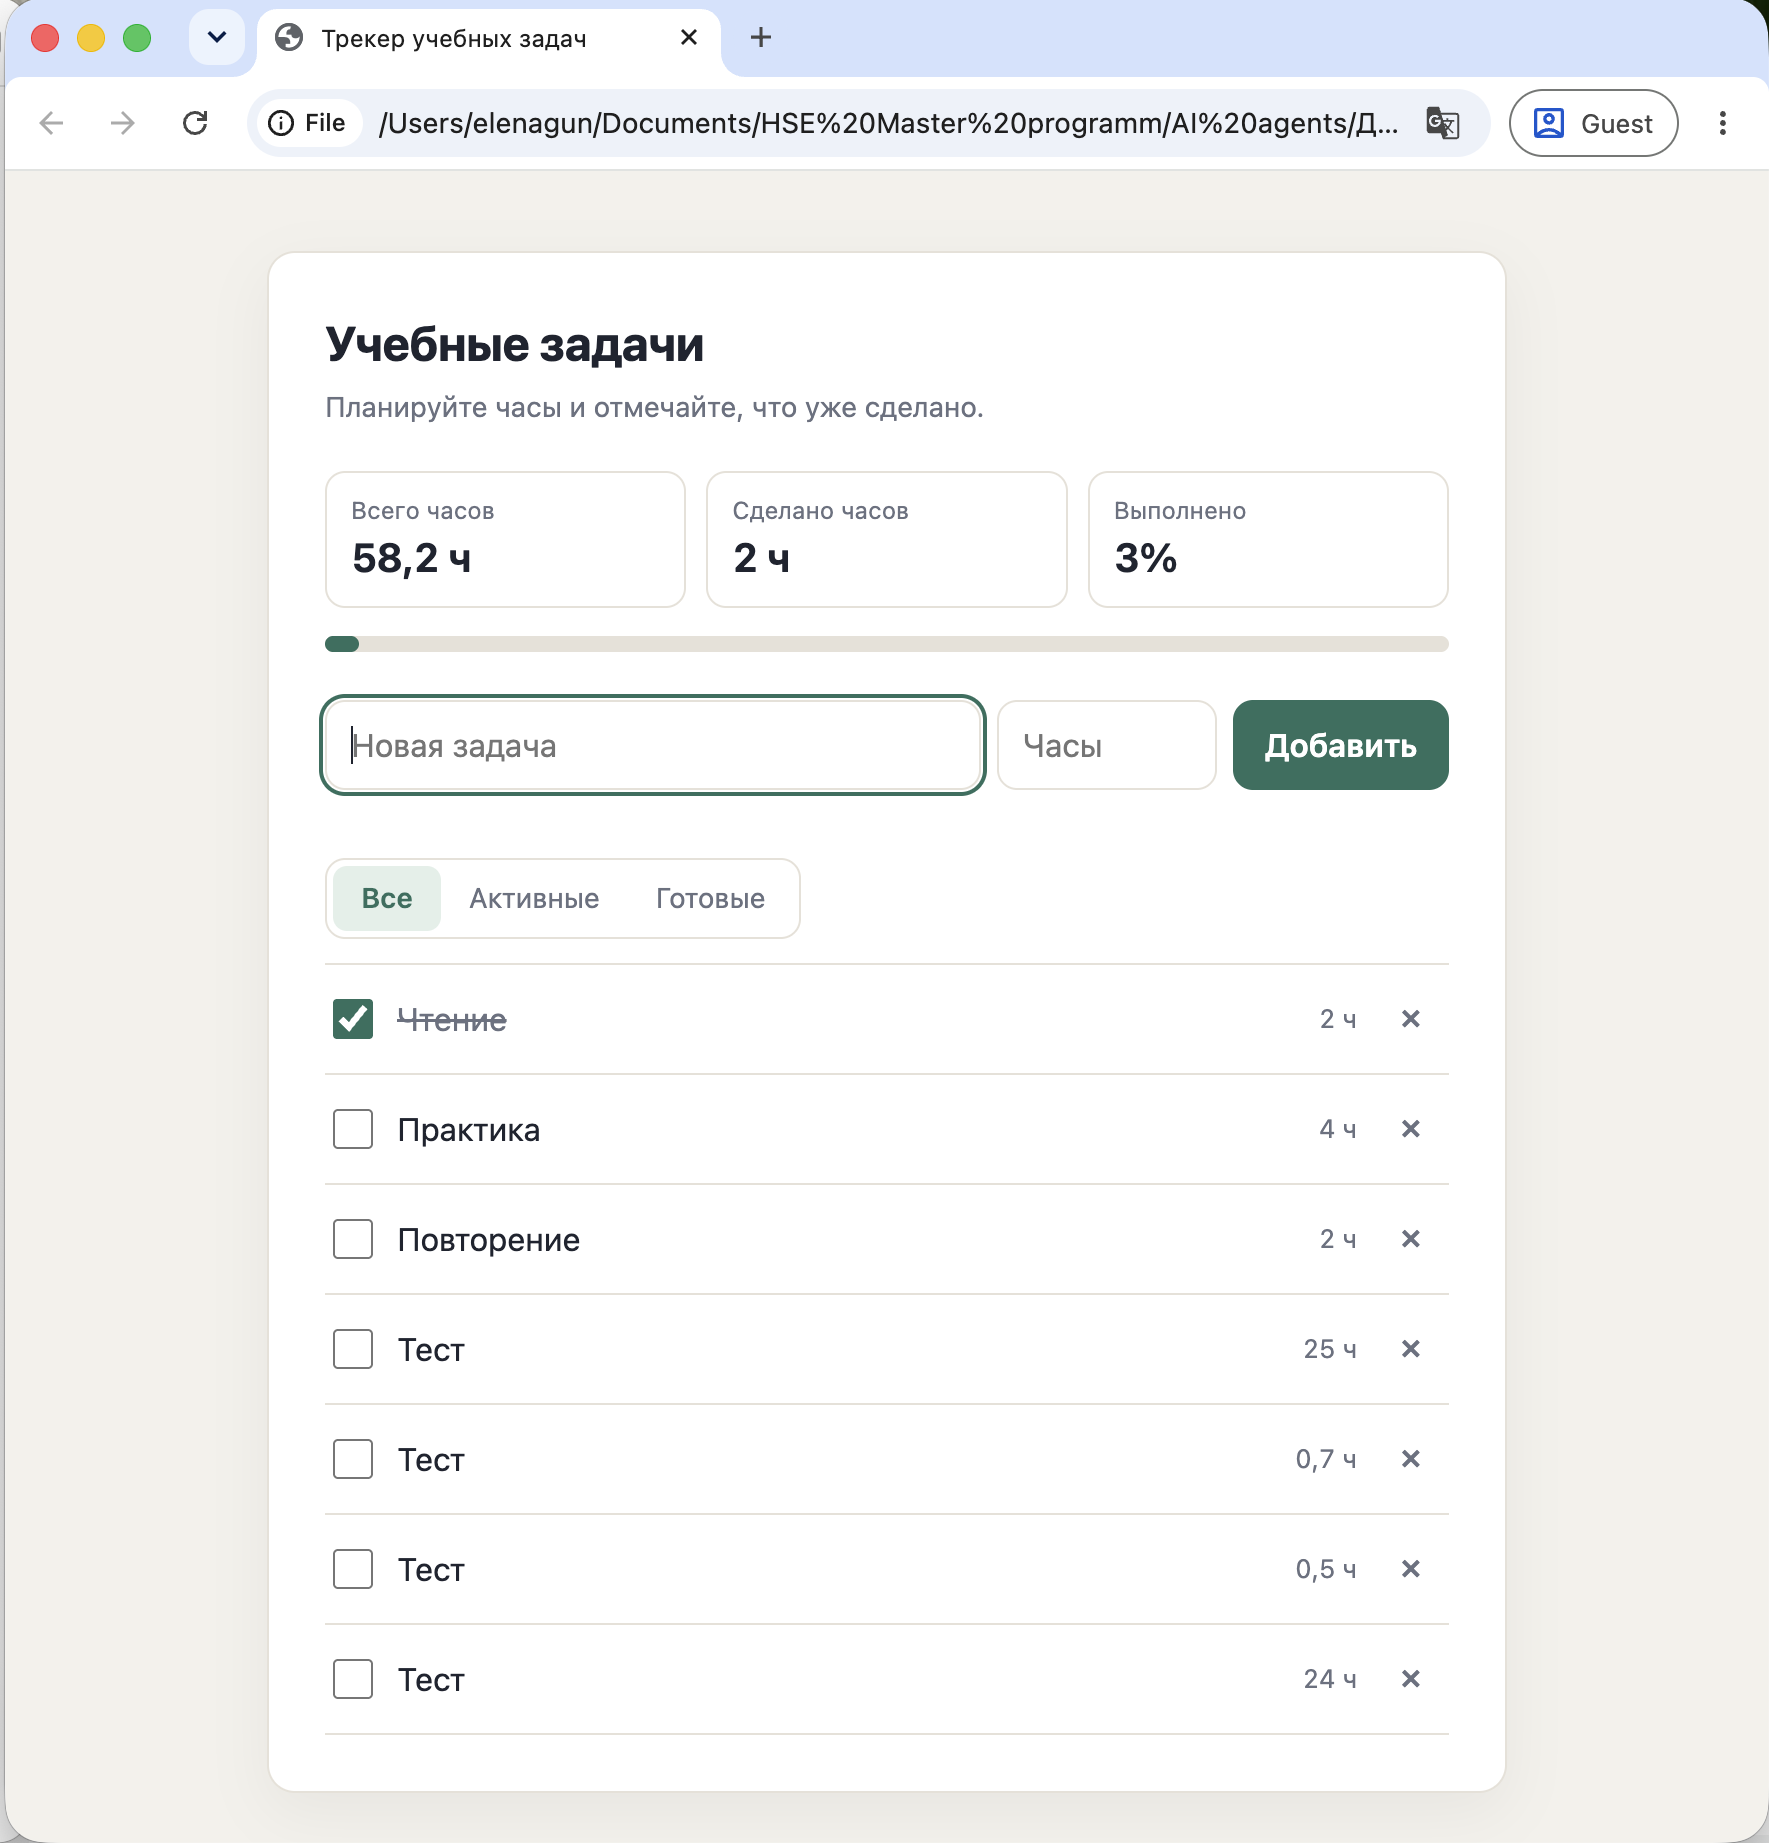 Трекер учебных задач
File /Users/elenagun/Documents/HSE%20Master%20programm/AI%20agents/Д... Guest
Учебные задачи
Планируйте часы и отмечайте, что уже сделано.
Всего часов Сделано часов Выполнено
58,2 ч 2 ч 3%
Новая задача Часы Добавить
Все Активные Готовые
Чтение 2 ч
Практика 4 ч
Повторение 2 ч
Тест 25 ч
Тест 0,7 ч
Тест 0,5 ч
Тест 24 ч